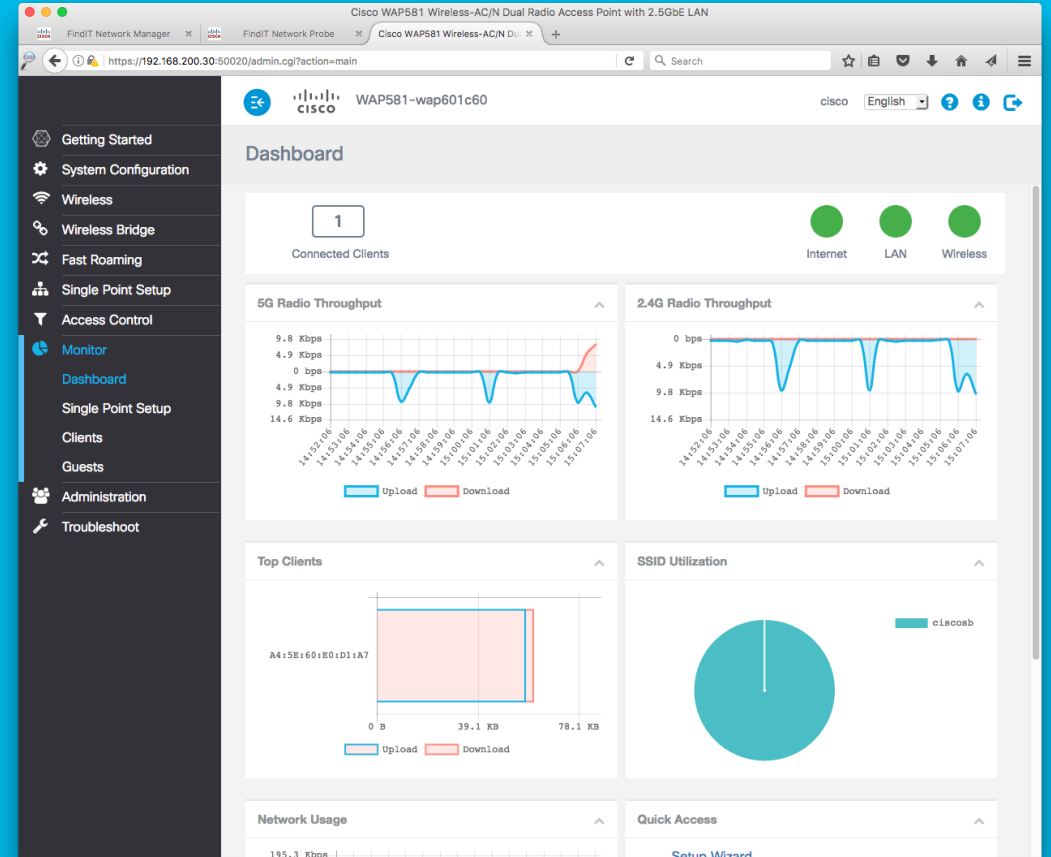 Cisco WAP581 Wireless-AC/N Dual Radio Access Point with 2.5GbE LAN
FindIT Network Manager
FindIT Network Probe
Cisco WAP581 Wireless-AC/N Du
https://192.168.200.30:50020/admin.cgi?action=main
Search
CISCO WAP581-wap601c60
cisco English
Getting Started
System Configuration
Wireless
Wireless Bridge
Fast Roaming
Single Point Setup
Access Control
Monitor
Dashboard
Single Point Setup
Clients
Guests
Administration
Troubleshoot
Dashboard
1
Connected Clients
Internet LAN Wireless
5G Radio Throughput
9.8 Kbps
4.9 Kbps
0 bps
4.9 Kbps
9.8 Kbps
14.6 Kbps
14:52:06 14:53:06 14:54:06 14:55:06 14:56:06 14:57:06 14:58:06 14:59:06 15:00:06 15:01:06 15:02:06 15:03:06 15:04:06 15:05:06 15:06:06 15:07:06
Upload Download
2.4G Radio Throughput
0 bps
4.9 Kbps
9.8 Kbps
14.6 Kbps
14:52:06 14:53:06 14:54:06 14:55:06 14:56:06 14:57:06 14:58:06 14:59:06 15:00:06 15:01:06 15:02:06 15:03:06 15:04:06 15:05:06 15:06:06 15:07:06
Upload Download
Top Clients
A4:5E:60:E0:D1:A7
0 B 39.1 KB 78.1 KB
Upload Download
SSID Utilization
ciscosb
Network Usage
195.3 Kbps
Quick Access
Setup Wizard